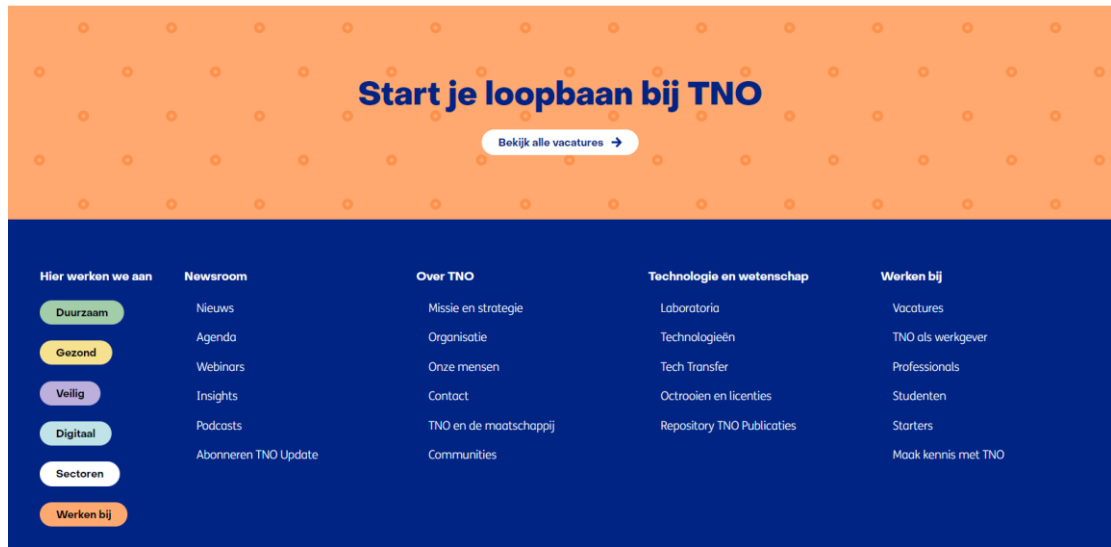 Start je loopbaan bij TNO
Bekijk alle vacatures
Hier werken we aan
Duurzaam
Gezond
Veilig
Digitaal
Sectoren
Werken bij
Newsroom
Nieuws
Agenda
Webinars
Insights
Podcasts
Abonneren TNO Update
Over TNO
Missie en strategie
Organisatie
Onze mensen
Contact
TNO en de maatschappij
Communities
Technologie en wetenschap
Laboratoria
Technologieën
Tech Transfer
Octrooien en licenties
Repository TNO Publicaties
Werken bij
Vacatures
TNO als werkgever
Professionals
Studenten
Starters
Maak kennis met TNO